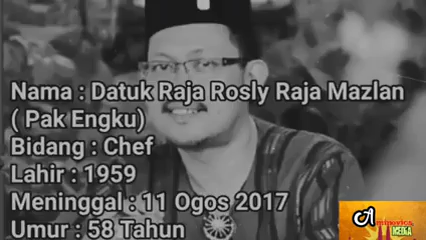 Nama : Datuk Raja Rosly Raja Mazlan
( Pak Engku)
Bidang : Chef
Lahir : 1959
Meninggal : 11 Ogos 2017
Umur : 58 Tahun